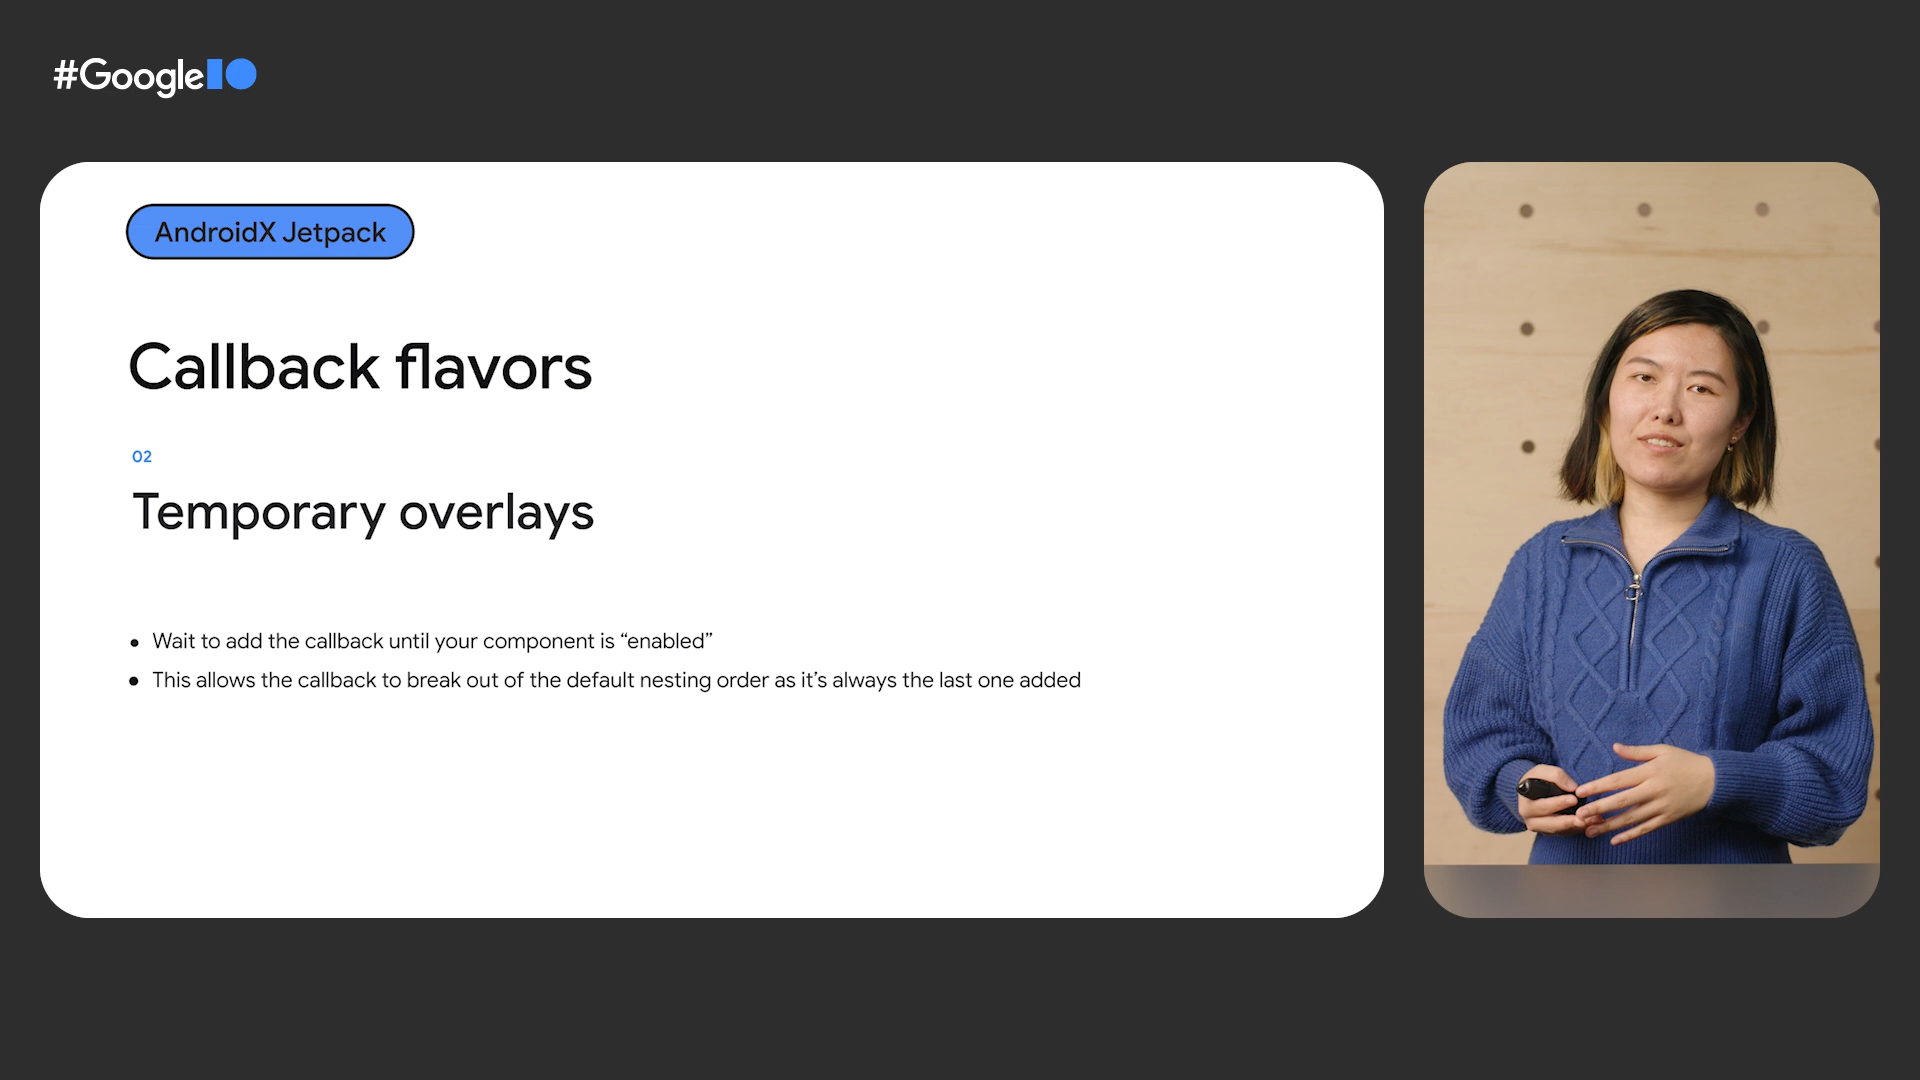 #GoogleIO
AndroidX Jetpack
Callback flavors
02
Temporary overlays
• Wait to add the callback until your component is “enabled”
• This allows the callback to break out of the default nesting order as it’s always the last one added